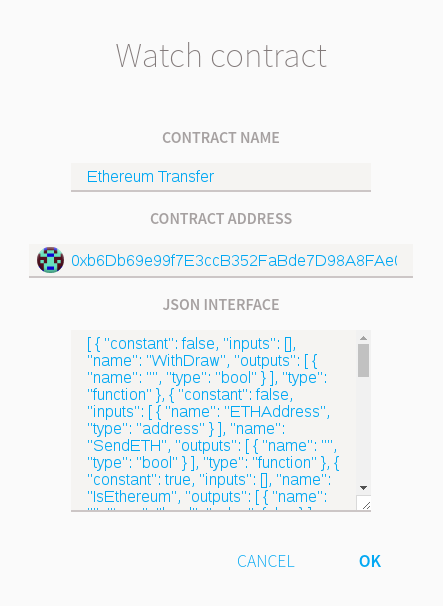 Watch contract
CONTRACT NAME
Ethereum Transfer
CONTRACT ADDRESS
0xb6Db69e99f7E3ccB352FaBde7D98A8FAe(
JSON INTERFACE
[ { "constant": false, "inputs": [],
"name": "WithDraw", "outputs": [ {
"name": "", "type": "bool" } ], "type":
"function" }, { "constant": false,
"inputs": [ { "name": "ETHAddress",
"type": "address" } ], "name":
"SendETH", "outputs": [ { "name": "",
"type": "bool" } ], "type": "function" }, {
"constant": true, "inputs": [], "name":
"IsEthereum", "outputs": [ { "name":
CANCEL
OK